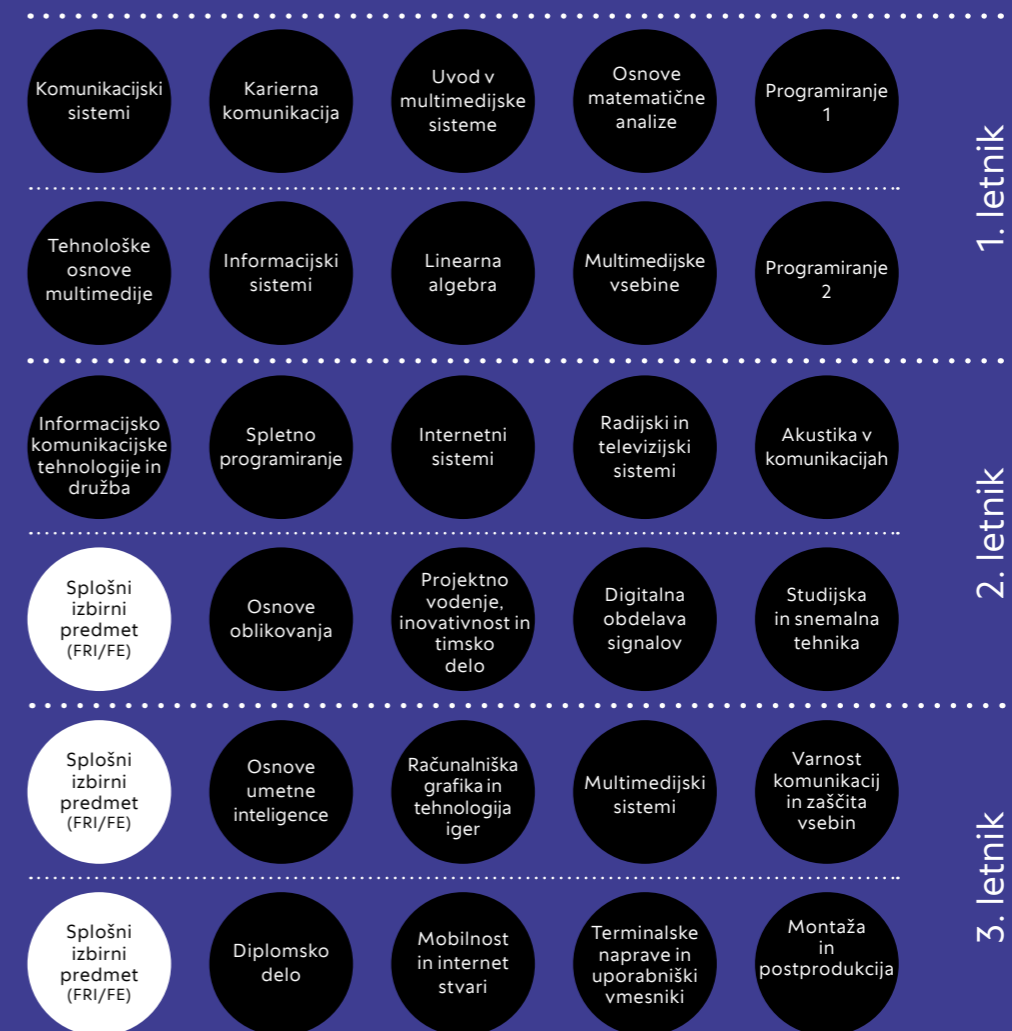 Komunikacijski
sistemi
Karierna
komunikacija
Uvod v
multimedijske
sisteme
Osnove
matematične
analize
Programiranje
1
Tehnološke
osnove
multimedije
Informacijski
sistemi
Linearna
algebra
Multimedijske
vsebine
Programiranje
2
1. letnik
Informacijsko
komunikacijske
tehnologije in
družba
Spletno
programiranje
Internetni
sistemi
Radijski in
televizijski
sistemi
Akustika v
komunikacijah
Splošni
izbirni
predmet
(FRI/FE)
Osnove
oblikovanja
Projektno
vodenje,
inovativnost in
timsko
delo
Digitalna
obdelava
signalov
Studijska
in snemalna
tehnika
2. letnik
Splošni
izbirni
predmet
(FRI/FE)
Osnove
umetne
inteligence
Računalniška
grafika in
tehnologija
iger
Multimedijski
sistemi
Varnost
komunikacij
in zaščita
vsebin
Splošni
izbirni
predmet
(FRI/FE)
Diplomsko
delo
Mobilnost
in internet
stvari
Terminalske
naprave in
uporabniški
vmesniki
Montaža
in
postprodukcija
3. letnik